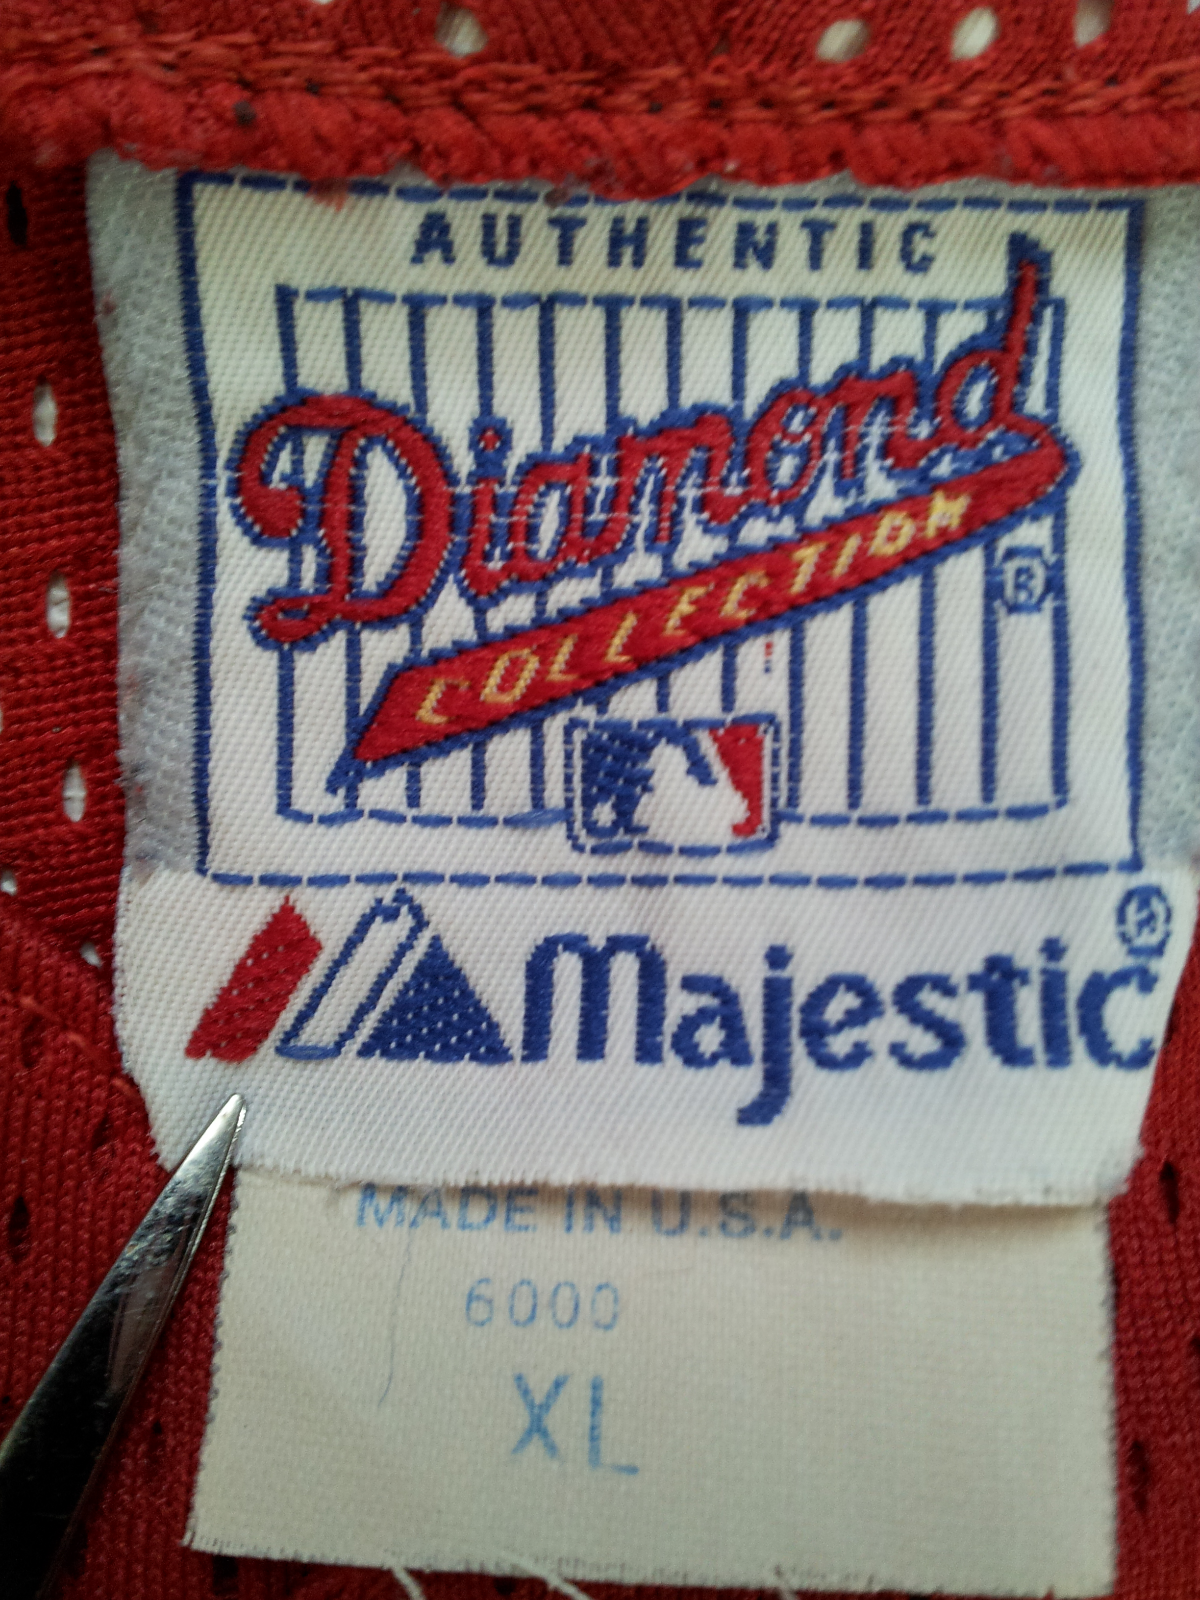 AUTHENTIC
Diamond
COLLECTION
®
Majestic®
MADE IN U.S.A.
6000
XL